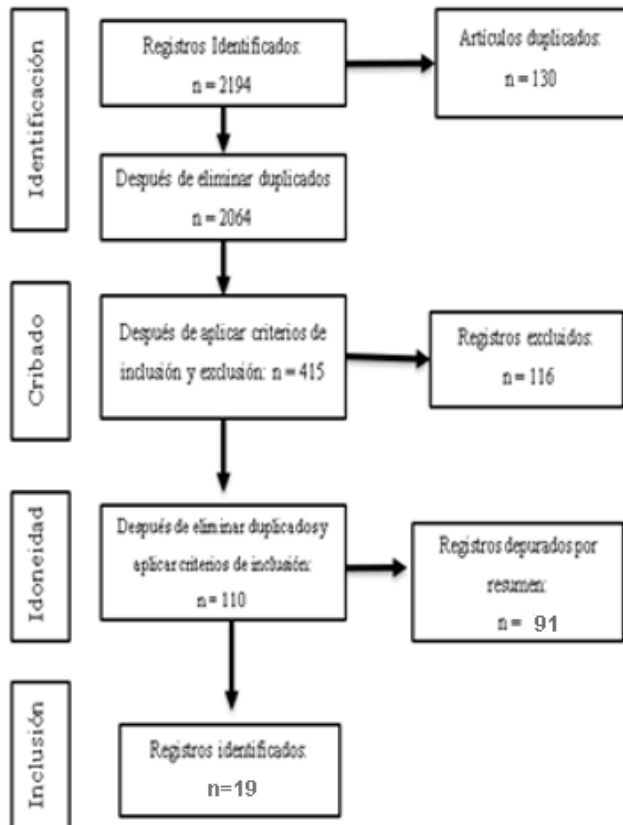 Identificación
Registros Identificados:
n = 2194
Artículos duplicados:
n = 130
Después de eliminar duplicados
n = 2064
Cribado
Después de aplicar criterios de
inclusión y exclusión: n = 415
Registros excluidos:
n = 116
Idoneidad
Después de eliminar duplicados y
aplicar criterios de inclusión:
n = 110
Registros depurados por
resumen:
n = 91
Inclusión
Registros identificados:
n=19